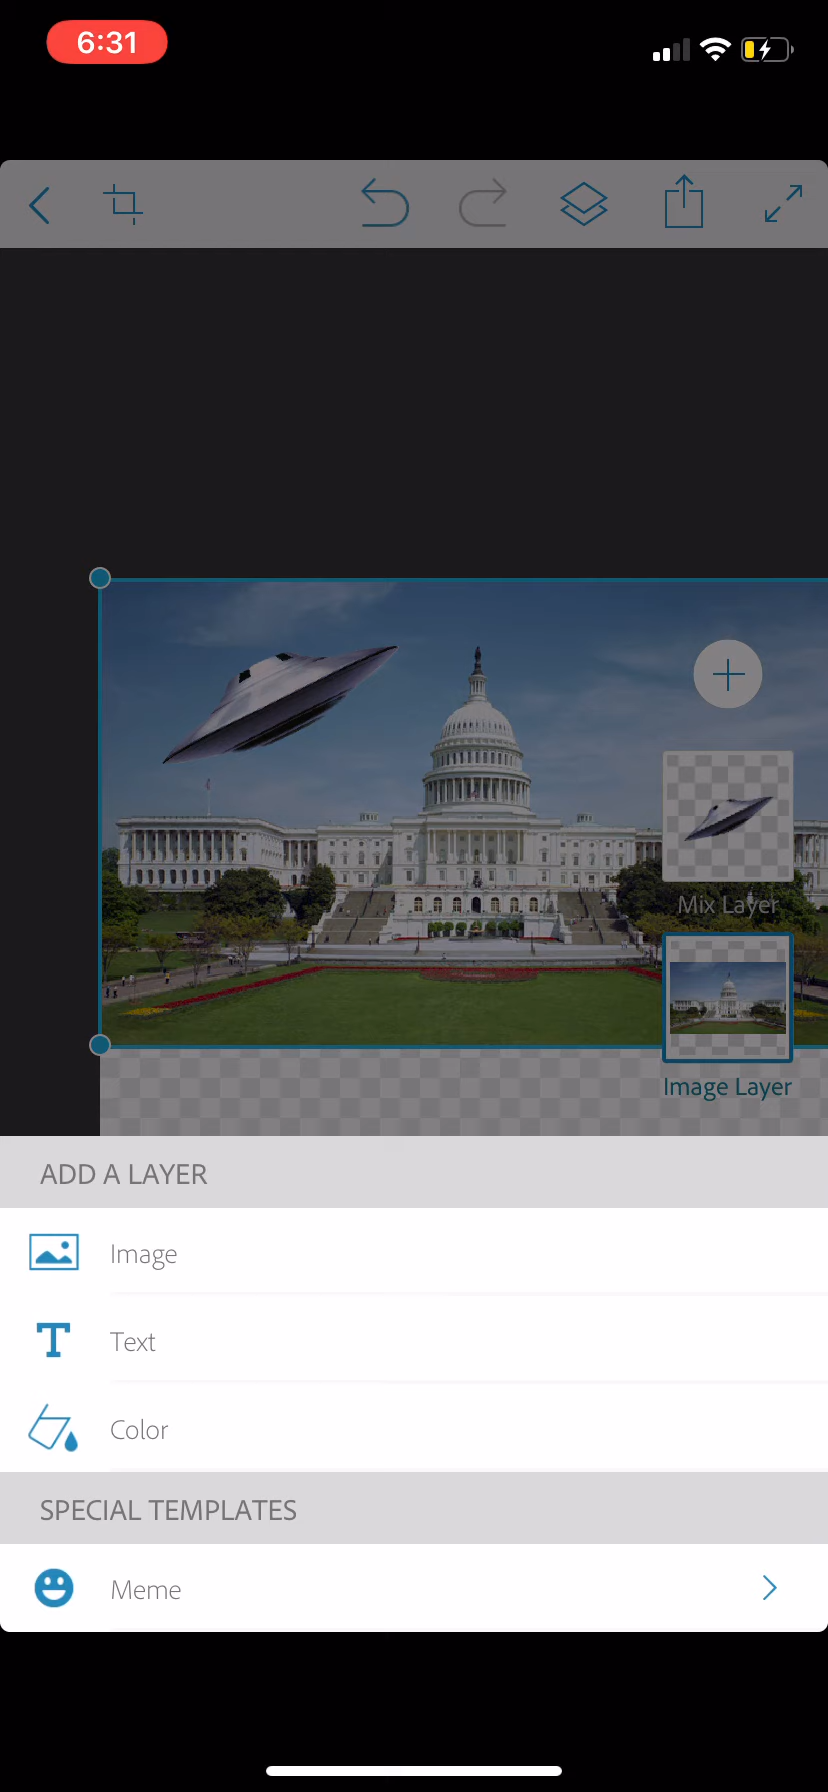 6:31
Mix Layer
Image Layer
ADD A LAYER
Image
Text
Color
SPECIAL TEMPLATES
Meme